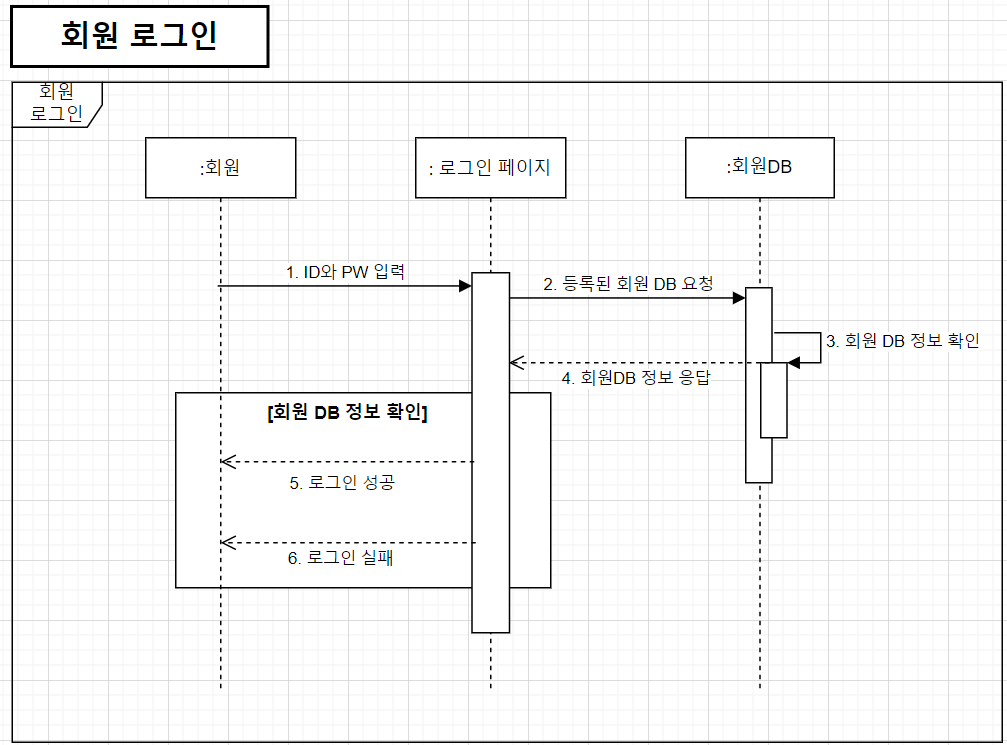 회원 로그인
회원
로그인
:회원
: 로그인 페이지
:회원DB
1. ID와 PW 입력
2. 등록된 회원 DB 요청
3. 회원 DB 정보 확인
4. 회원DB 정보 응답
[회원 DB 정보 확인]
5. 로그인 성공
6. 로그인 실패